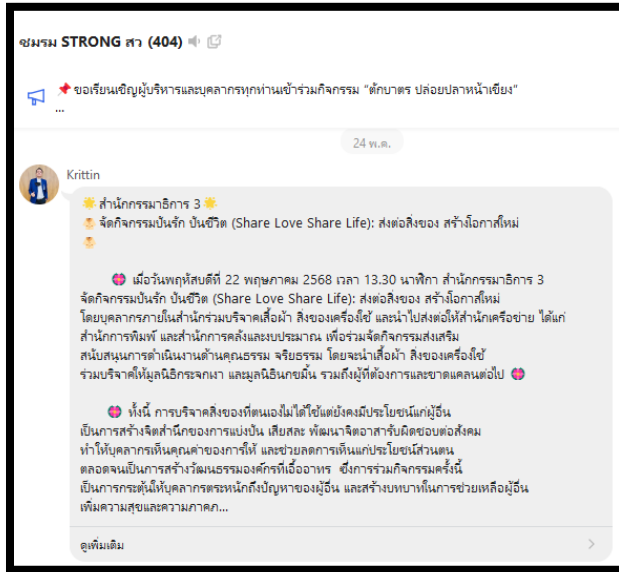 ชมรม STRONG สว (404)
📌 ขอเรียนเชิญผู้บริหารและบุคลากรทุกท่านเข้าร่วมกิจกรรม "ตักบาตร ปล่อยปลาหน้าเขียง"
...
24 พ.ค.
Krittin
🌟 สำนักกรรมาธิการ 3 🌟
จัดกิจกรรมปันรัก ปันชีวิต (Share Love Share Life): ส่งต่อสิ่งของ สร้างโอกาสใหม่
เมื่อวันพฤหัสบดีที่ 22 พฤษภาคม 2568 เวลา 13.30 นาฬิกา สำนักกรรมาธิการ 3
จัดกิจกรรมปันรัก ปันชีวิต (Share Love Share Life): ส่งต่อสิ่งของ สร้างโอกาสใหม่
โดยบุคลากรภายในสำนักร่วมบริจาคเสื้อผ้า สิ่งของเครื่องใช้ และนำไปส่งต่อให้สำนักเครือข่าย ได้แก่
สำนักการพิมพ์ และสำนักการคลังและงบประมาณ เพื่อร่วมจัดกิจกรรมส่งเสริม
สนับสนุนการดำเนินงานด้านคุณธรรม จริยธรรม โดยจะนำเสื้อผ้า สิ่งของเครื่องใช้
ร่วมบริจาคให้มูลนิธิกระจกเงา และมูลนิธินกขมิ้น รวมถึงผู้ที่ต้องการและขาดแคลนต่อไป
ทั้งนี้ การบริจาคสิ่งของที่ตนเองไม่ได้ใช้แต่ยังคงมีประโยชน์แก่ผู้อื่น
เป็นการสร้างจิตสำนึกของการแบ่งปัน เสียสละ พัฒนาจิตอาสารับผิดชอบต่อสังคม
ทำให้บุคลากรเห็นคุณค่าของการให้ และช่วยลดการเห็นแก่ประโยชน์ส่วนตน
ตลอดจนเป็นการสร้างวัฒนธรรมองค์กรที่เอื้ออาทร ซึ่งการร่วมกิจกรรมครั้งนี้
เป็นการกระตุ้นให้บุคลากรตระหนักถึงปัญหาของผู้อื่น และสร้างบทบาทในการช่วยเหลือผู้อื่น
เพิ่มความสุขและความภาคภ...
ดูเพิ่มเติม